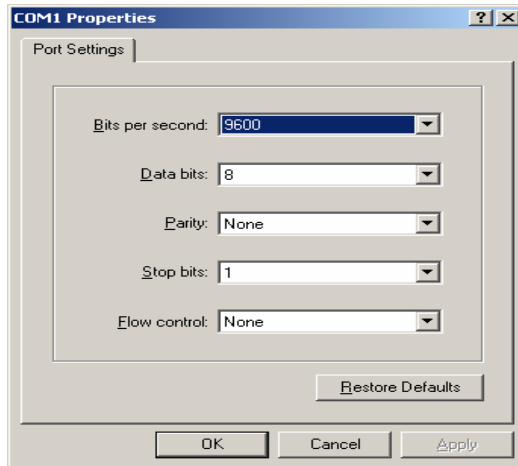 COM1 Properties
Port Settings
Bits per second: 9600
Data bits: 8
Parity: None
Stop bits: 1
Flow control: None
Restore Defaults
OK Cancel Apply